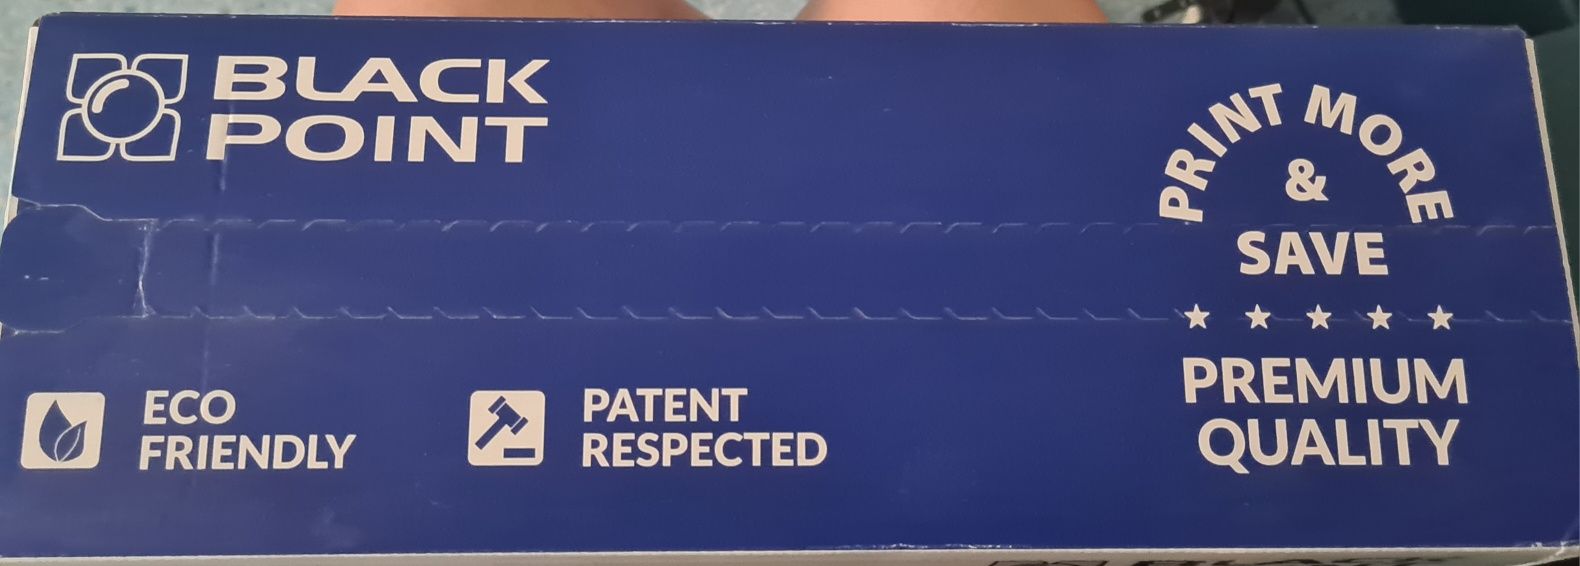 BLACK
POINT
PRINT MORE
&
SAVE
ECO
FRIENDLY
PATENT
RESPECTED
PREMIUM
QUALITY